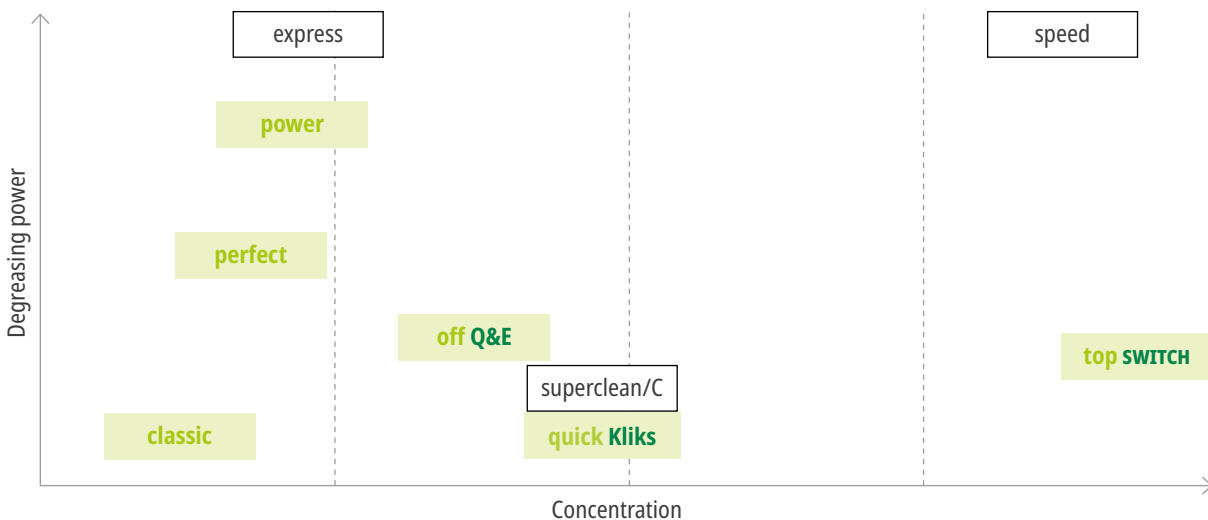 express
speed
power
perfect
off Q&E
top SWITCH
superclean/C
classic
quick Kliks
Degreasing power
Concentration